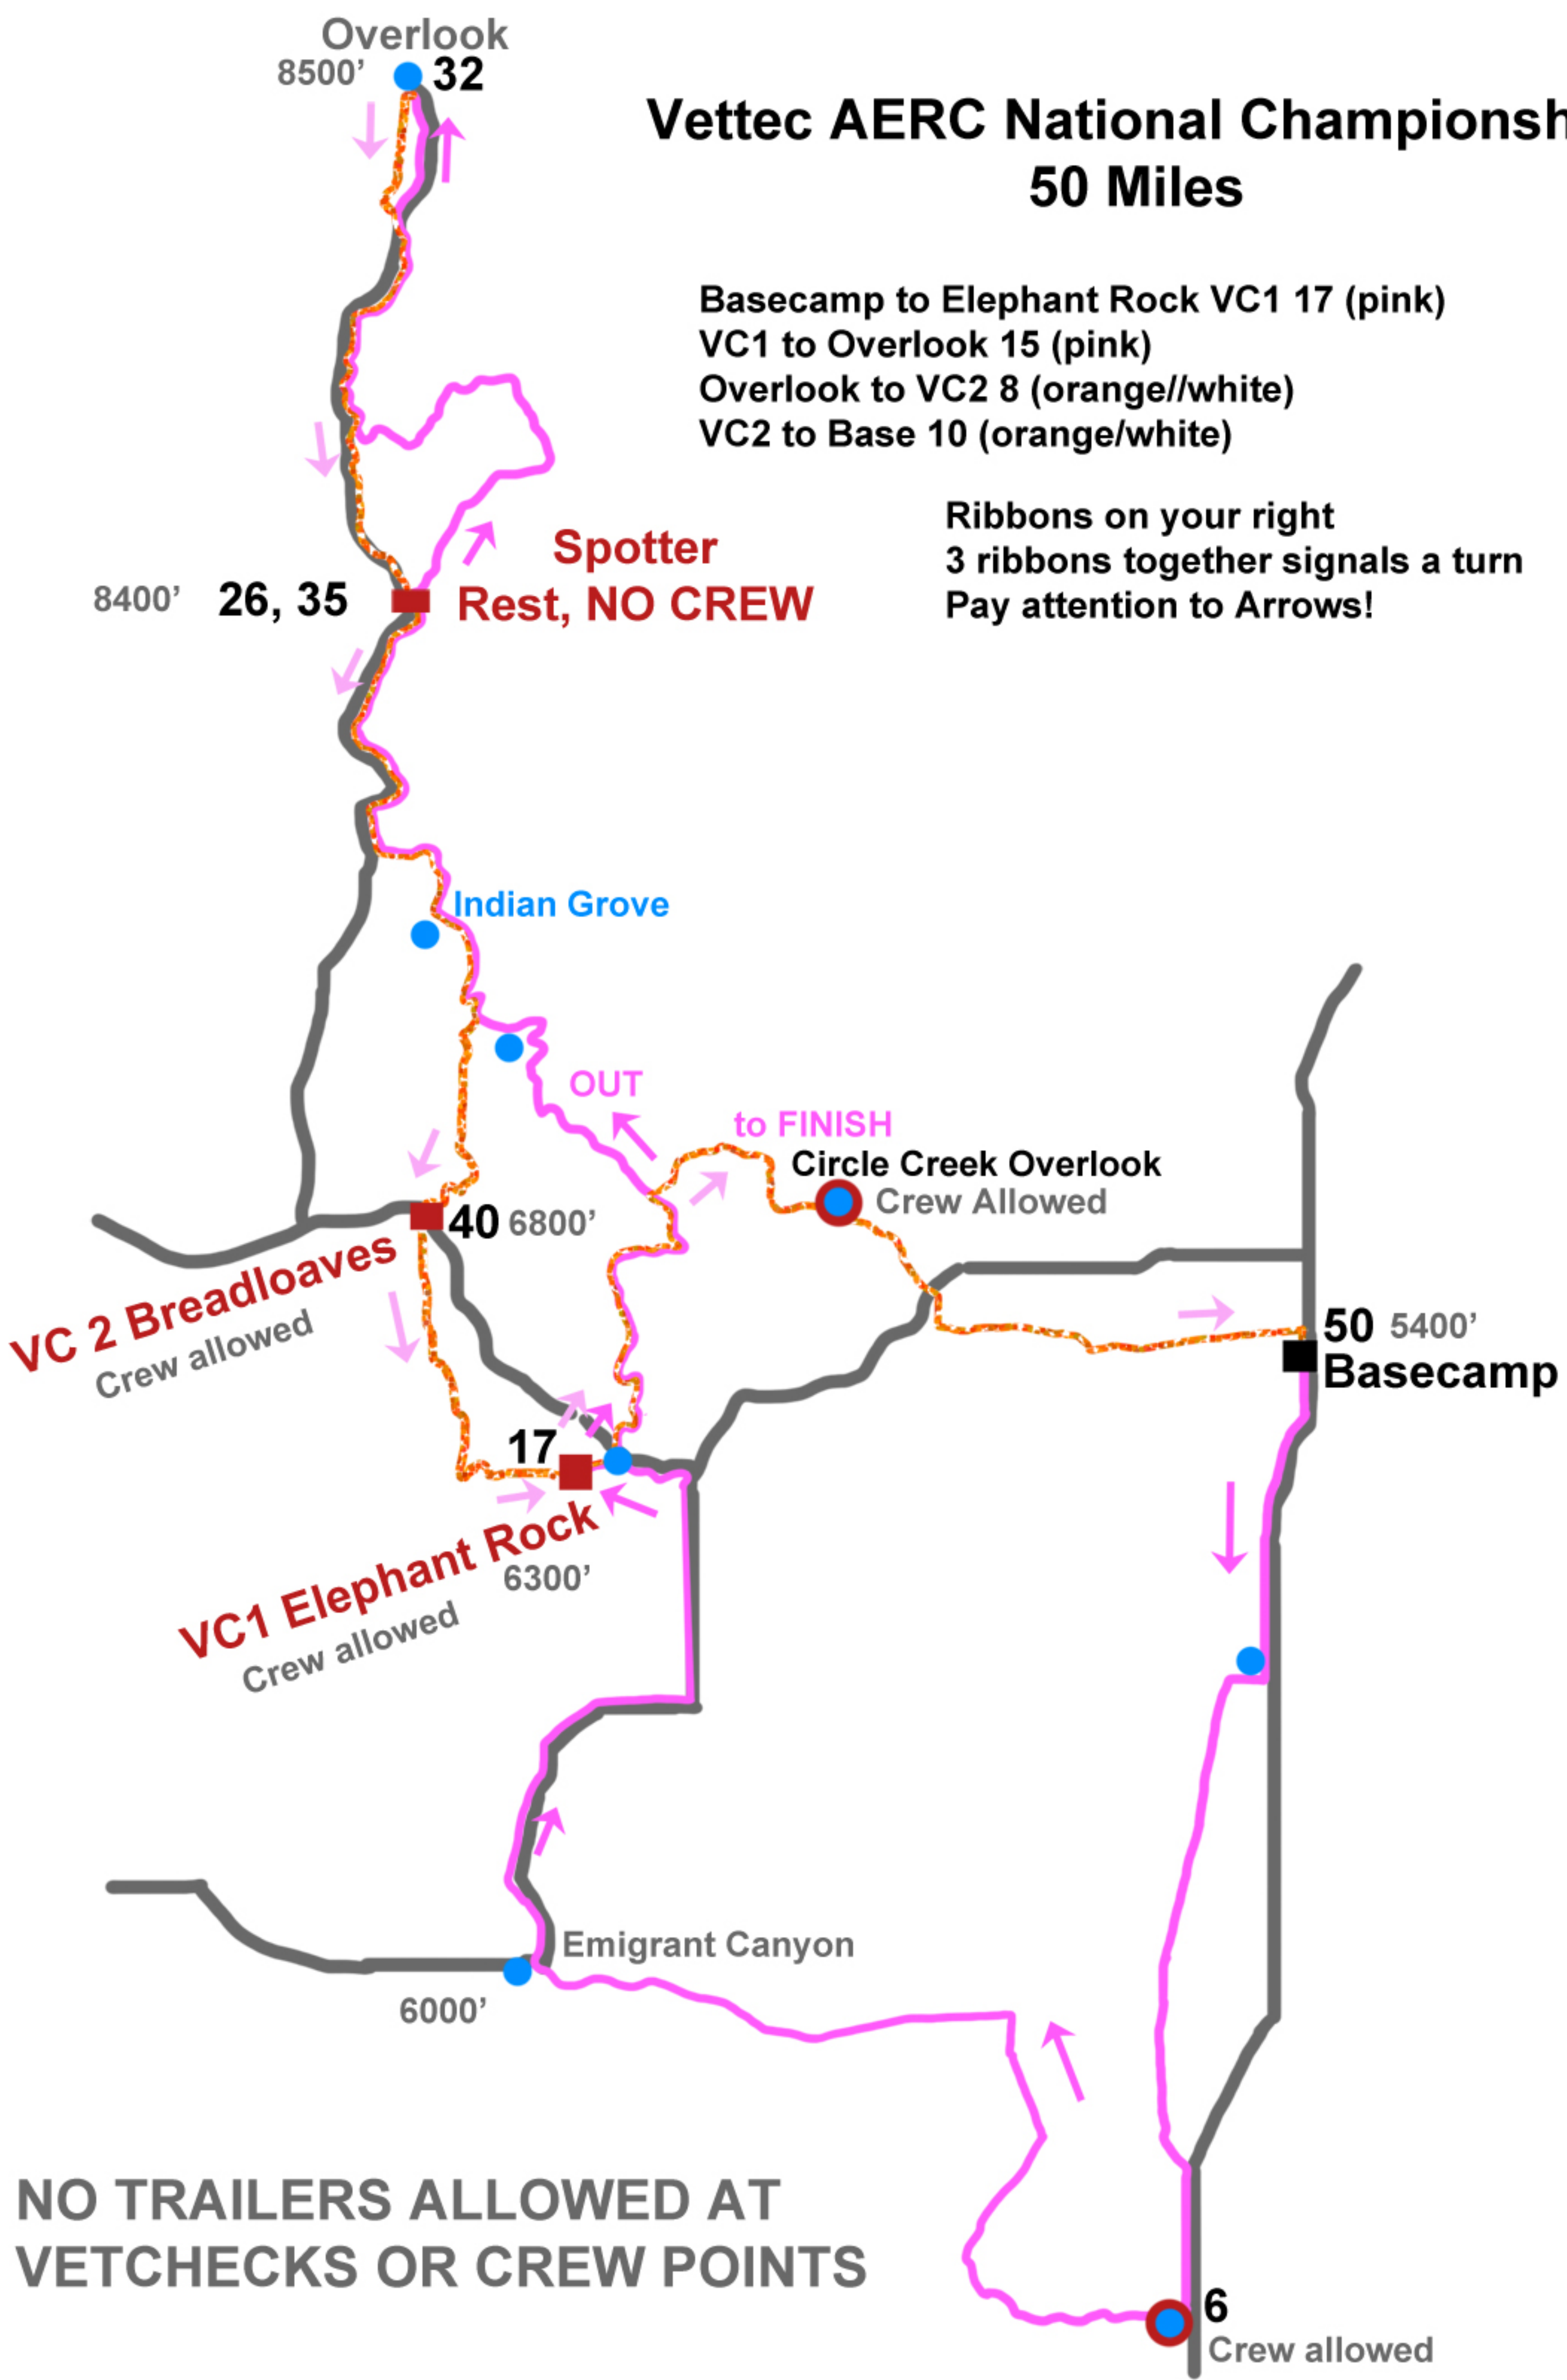 Overlook
8500’ 32
Vettec AERC National Championsh
50 Miles
Basecamp to Elephant Rock VC1 17 (pink)
VC1 to Overlook 15 (pink)
Overlook to VC2 8 (orange//white)
VC2 to Base 10 (orange/white)
Ribbons on your right
3 ribbons together signals a turn
Pay attention to Arrows!
Spotter
Rest, NO CREW
8400’ 26, 35
Indian Grove
OUT
to FINISH
Circle Creek Overlook
Crew Allowed
40 6800’
VC 2 Breadloaves
Crew allowed
50 5400’
Basecamp
17
VC1 Elephant Rock
6300’
Crew allowed
Emigrant Canyon
6000’
NO TRAILERS ALLOWED AT
VETCHECKS OR CREW POINTS
6
Crew allowed